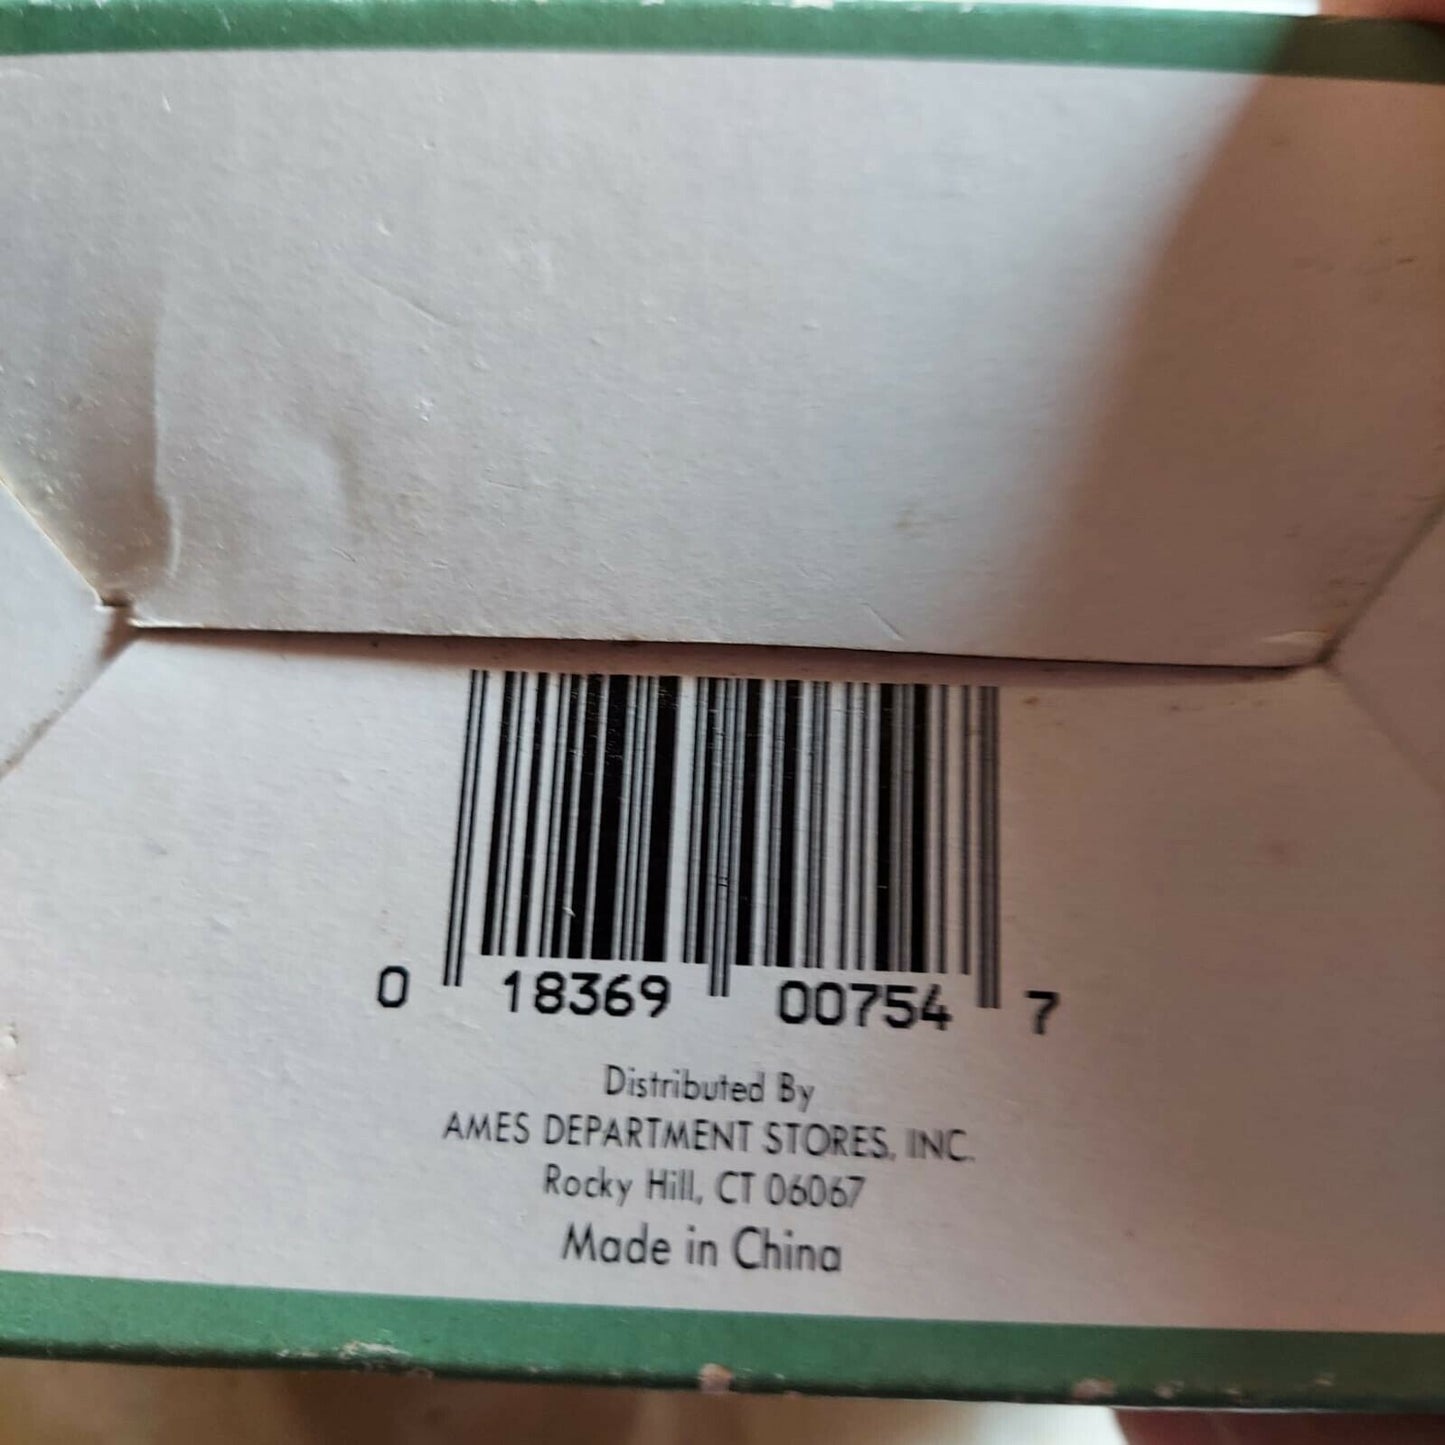 0 18369 00754 7
Distributed By
AMES DEPARTMENT STORES, INC.
Rocky Hill, CT 06067
Made in China